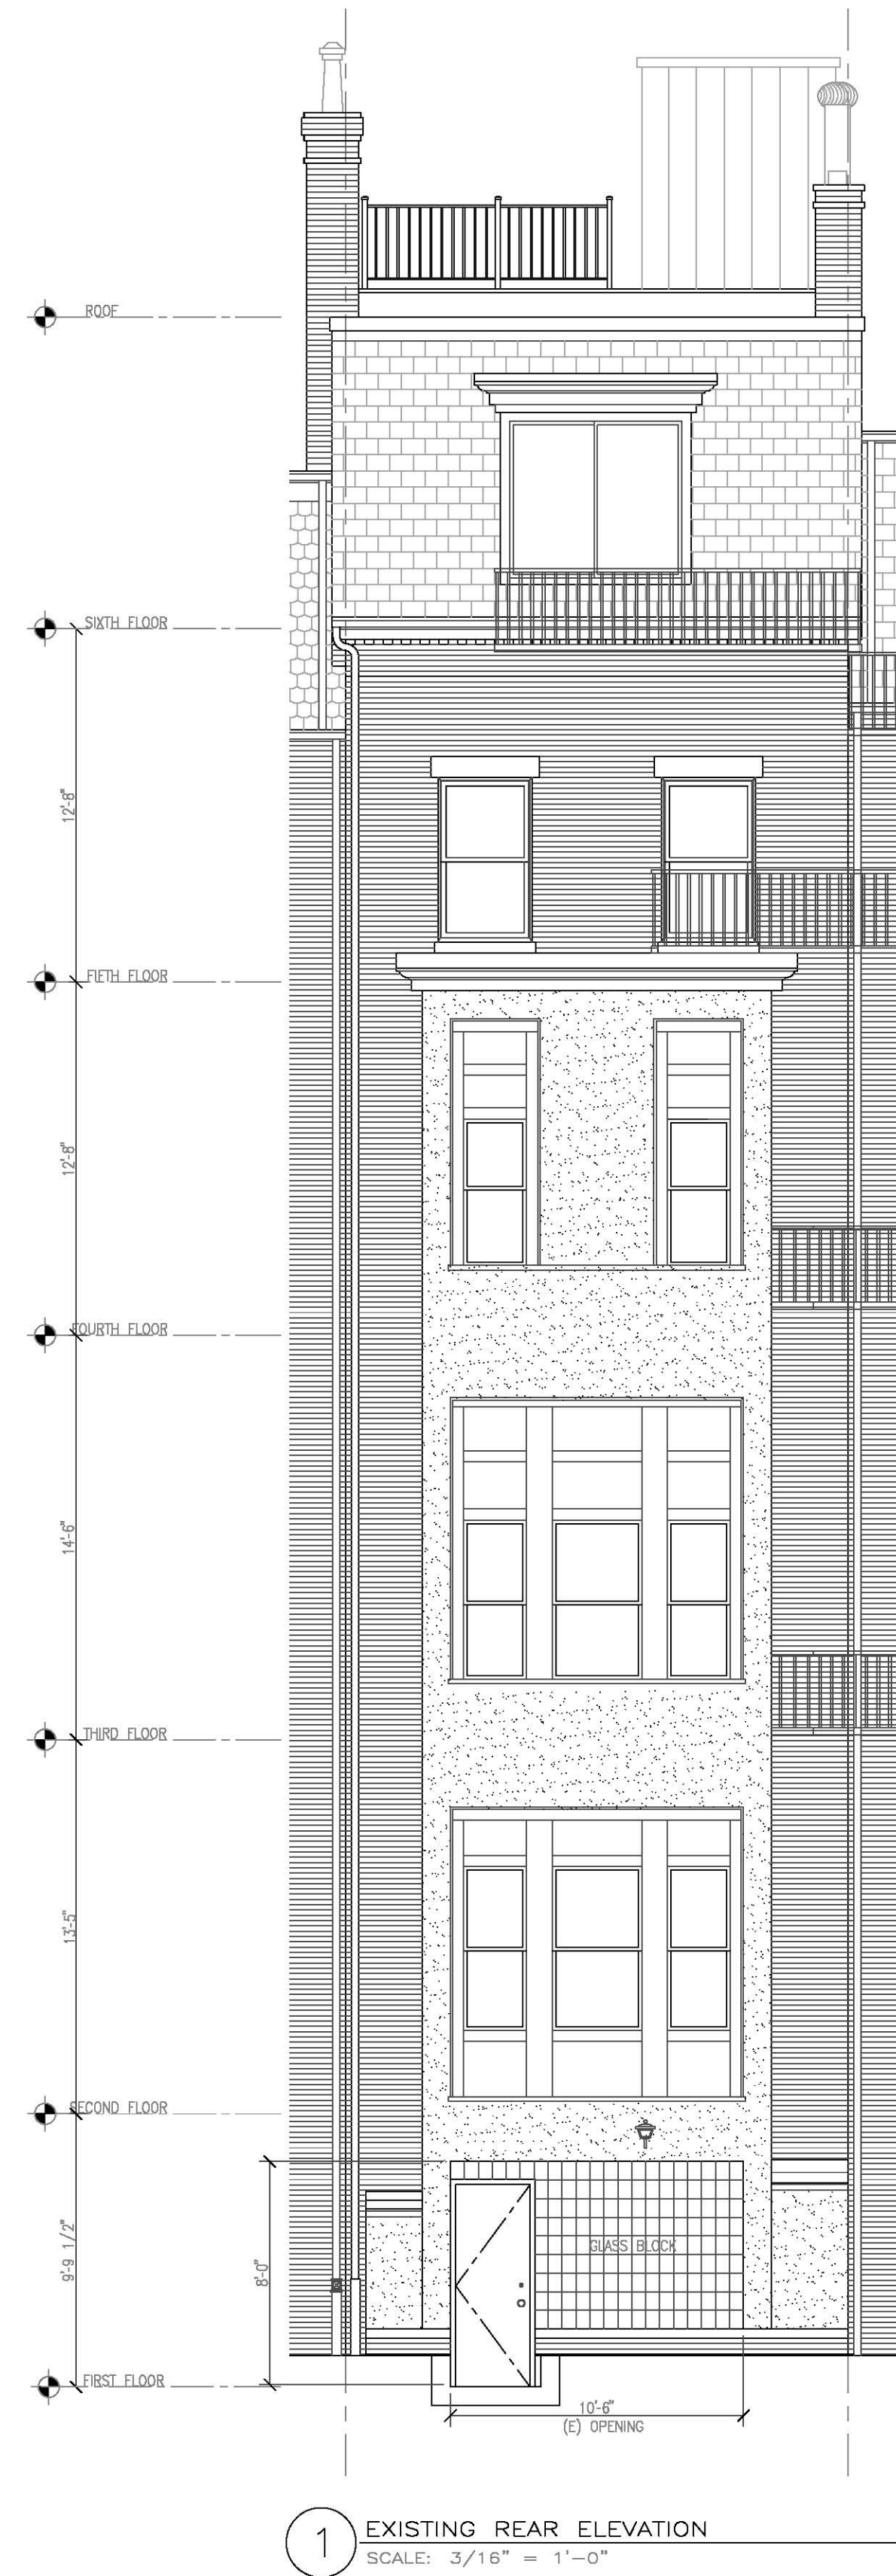 ROOF
SIXTH FLOOR
12'-8"
FIFTH FLOOR
12'-8"
FOURTH FLOOR
14'-6"
THIRD FLOOR
13'-5"
SECOND FLOOR
9'-9 1/2"
8'-0"
GLASS BLOCK
FIRST FLOOR
10'-6"
(E) OPENING
1
EXISTING REAR ELEVATION
SCALE: 3/16" = 1'-0"